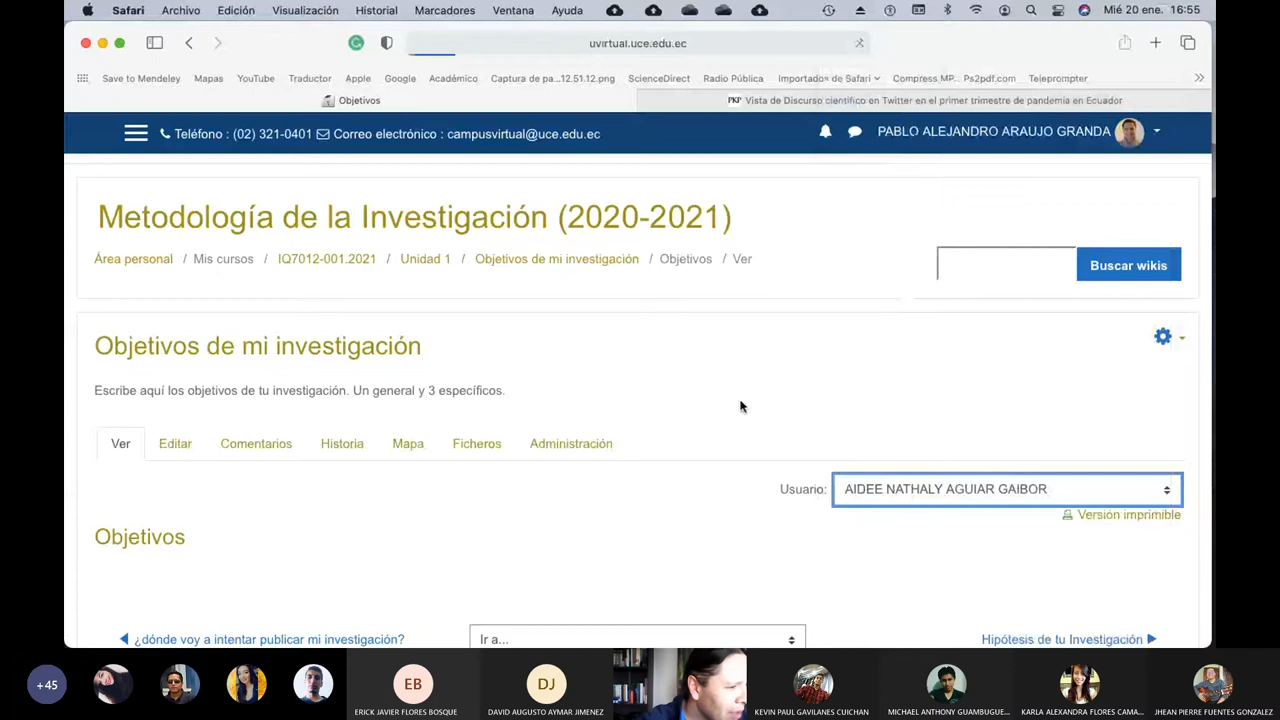 Safari Archivo Edición Visualización Historial Marcadores Ventana Ayuda Mié 20 ene. 16:55
uvirtual.uce.edu.ec
Save to Mendeley Mapas YouTube Traductor Apple Google Académico Captura de pa...12.51.12.png ScienceDirect Radio Pública Importados de Safari Compress MP... Ps2pdf.com Teleprompter
Objetivos PKP Vista de Discurso científico en Twitter en el primer trimestre de pandemia en Ecuador
Teléfono : (02) 321-0401 Correo electrónico : campusvirtual@uce.edu.ec PABLO ALEJANDRO ARAUJO GRANDA
Metodología de la Investigación (2020-2021)
Área personal / Mis cursos / IQ7012-001.2021 / Unidad 1 / Objetivos de mi investigación / Objetivos / Ver
Buscar wikis
Objetivos de mi investigación
Escribe aquí los objetivos de tu investigación. Un general y 3 específicos.
Ver Editar Comentarios Historia Mapa Ficheros Administración
Usuario: AIDEE NATHALY AGUIAR GAIBOR
Versión imprimible
Objetivos
¿dónde voy a intentar publicar mi investigación? Ir a... Hipótesis de tu Investigación
+45 EB DJ
ERICK JAVIER FLORES BOSQUE DAVID AUGUSTO AYMAR JIMENEZ KEVIN PAUL GAVILANES CUICHAN MICHAEL ANTHONY GUAMBUGUE... KARLA ALEXANDRA FLORES CAMA... JHEAN PIERRE FUENTES GONZALEZ